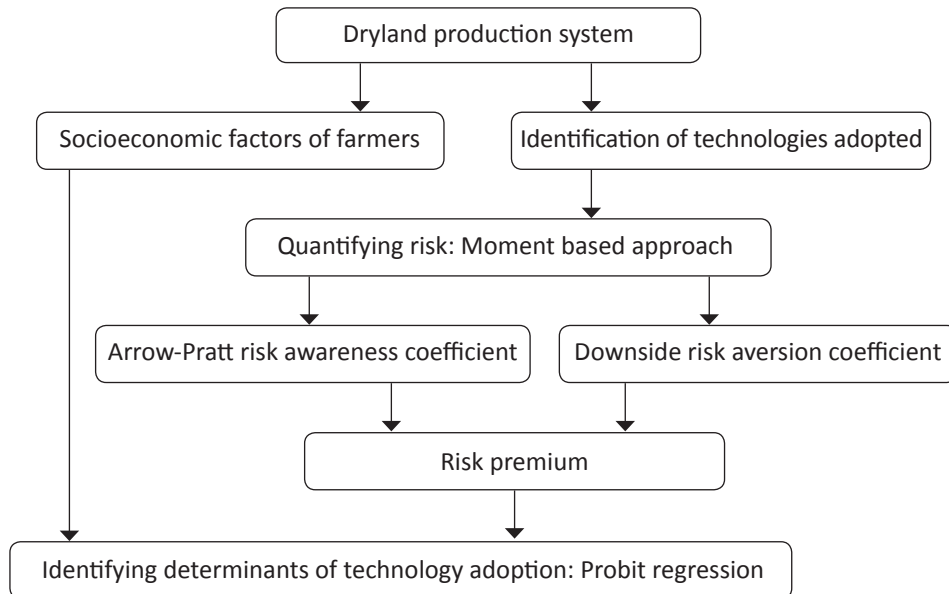 Dryland production system
Socioeconomic factors of farmers
Identification of technologies adopted
Quantifying risk: Moment based approach
Arrow-Pratt risk awareness coefficient
Downside risk aversion coefficient
Risk premium
Identifying determinants of technology adoption: Probit regression